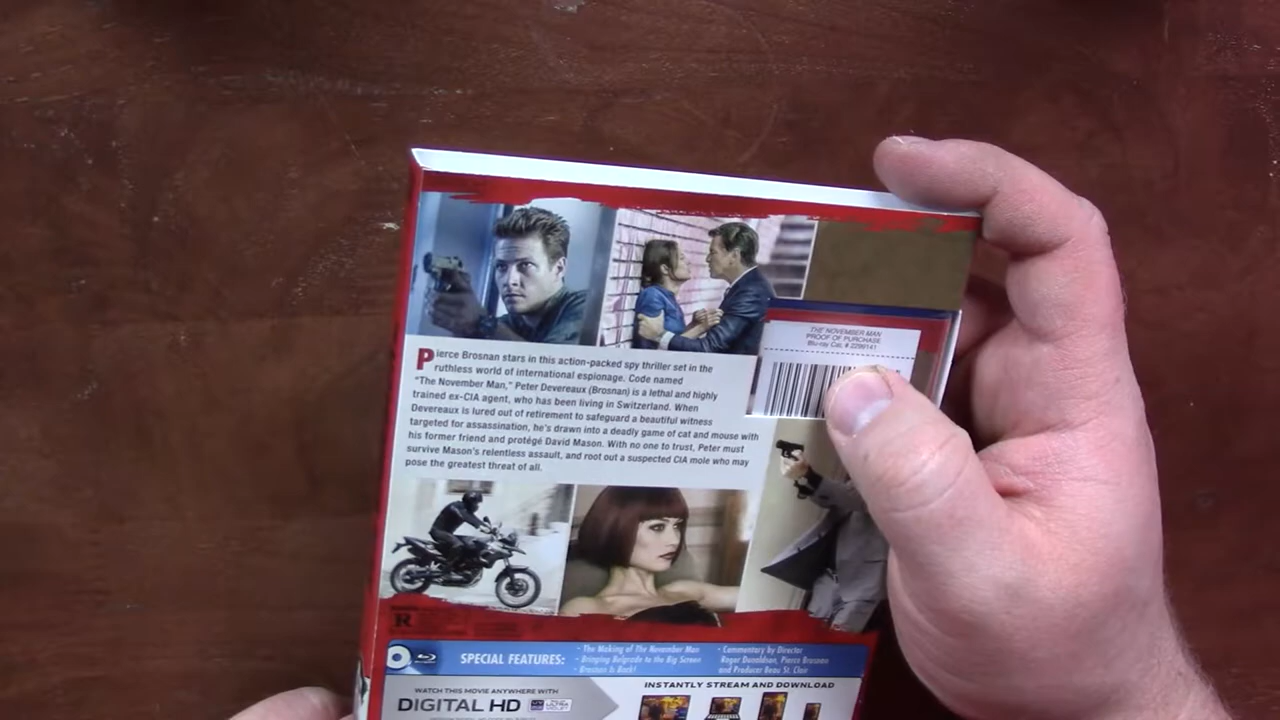 THE NOVEMBER MAN
PROOF OF PURCHASE
Blu-ray Cat. # 2299141
Pierce Brosnan stars in this action-packed spy thriller set in the
ruthless world of international espionage. Code named
"The November Man," Peter Devereaux (Brosnan) is a lethal and highly
trained ex-CIA agent, who has been living in Switzerland. When
Devereaux is lured out of retirement to safeguard a beautiful witness
targeted for assassination, he's drawn into a deadly game of cat and mouse with
his former friend and protégé David Mason. With no one to trust, Peter must
survive Mason's relentless assault, and root out a suspected CIA mole who may
pose the greatest threat of all.
R
SPECIAL FEATURES:
• The Making of The November Man
• Bringing Belgrade to the Big Screen
• Brosnan Is Back!
• Commentary by Director
Roger Donaldson, Pierce Brosnan
and Producer Beau St. Clair
WATCH THIS MOVIE ANYWHERE WITH
DIGITAL HD
INSTANTLY STREAM AND DOWNLOAD